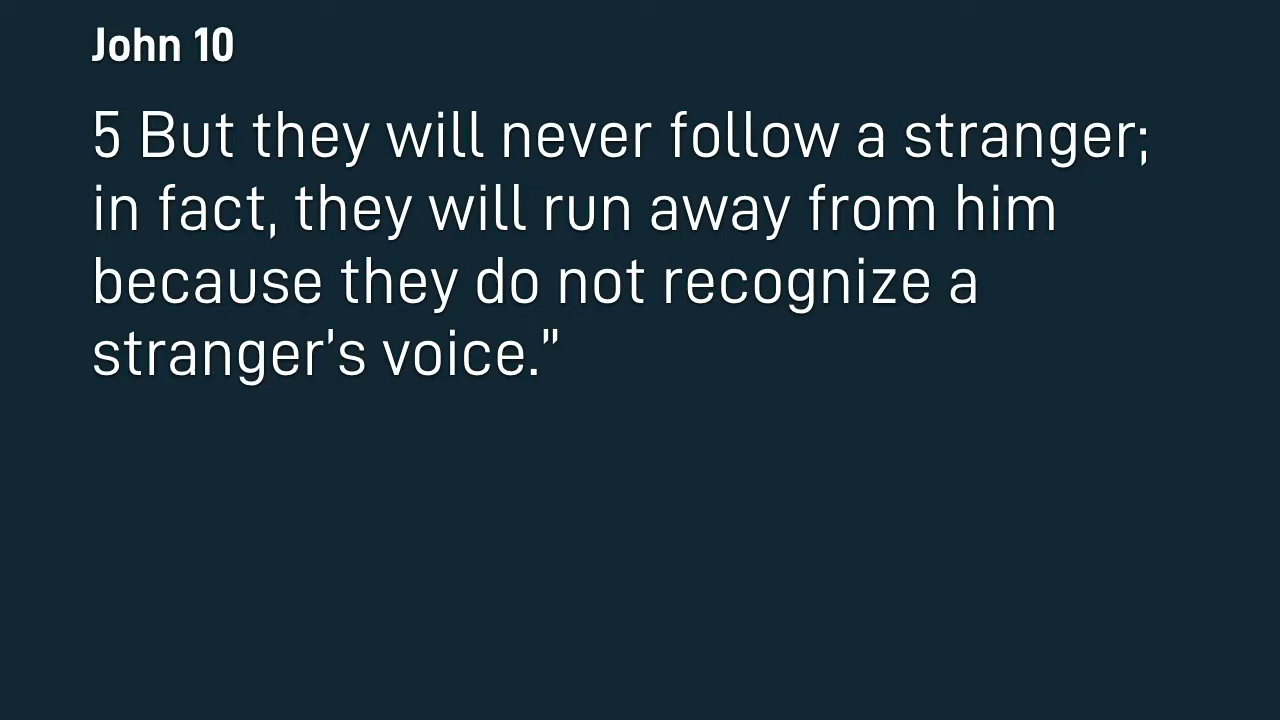 John 10
5 But they will never follow a stranger;
in fact, they will run away from him
because they do not recognize a
stranger’s voice.”